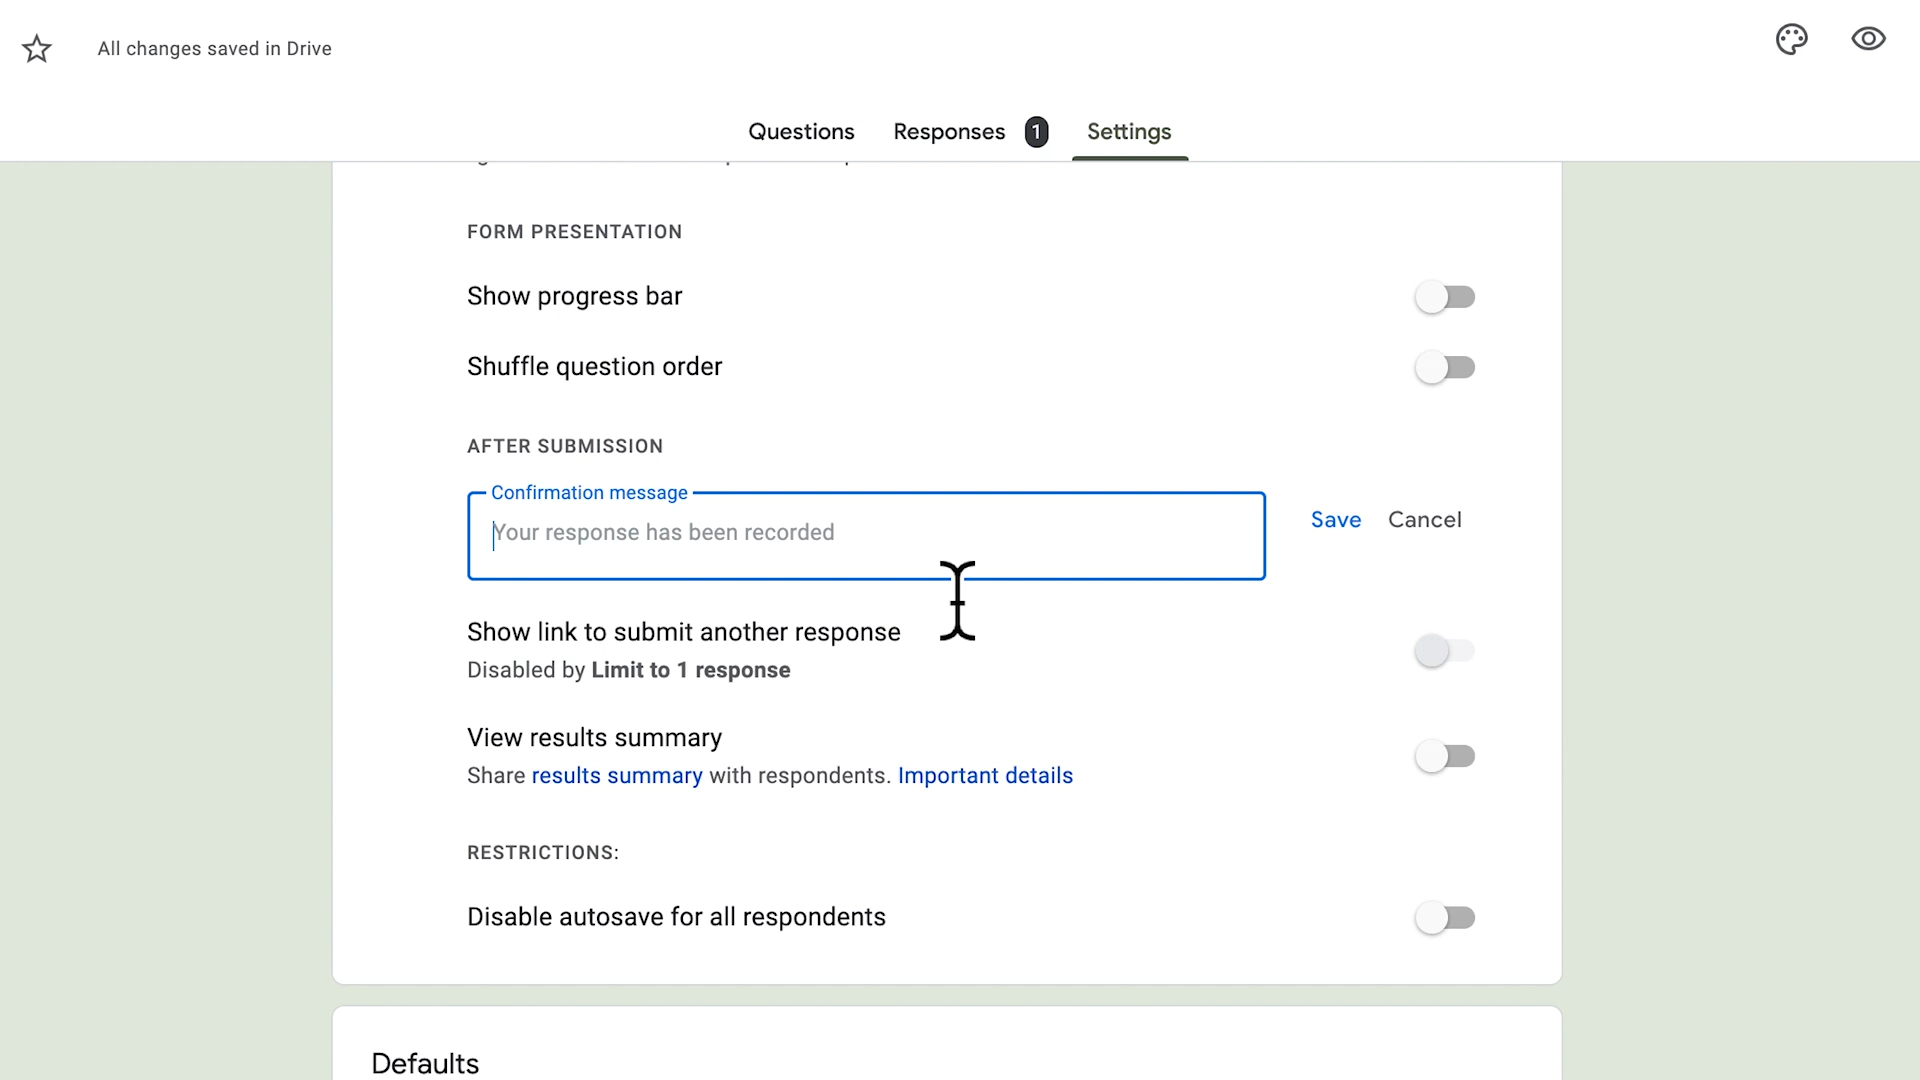 All changes saved in Drive
Questions Responses 1 Settings
FORM PRESENTATION
Show progress bar
Shuffle question order
AFTER SUBMISSION
Confirmation message
Your response has been recorded
Save Cancel
Show link to submit another response
Disabled by Limit to 1 response
View results summary
Share results summary with respondents. Important details
RESTRICTIONS:
Disable autosave for all respondents
Defaults